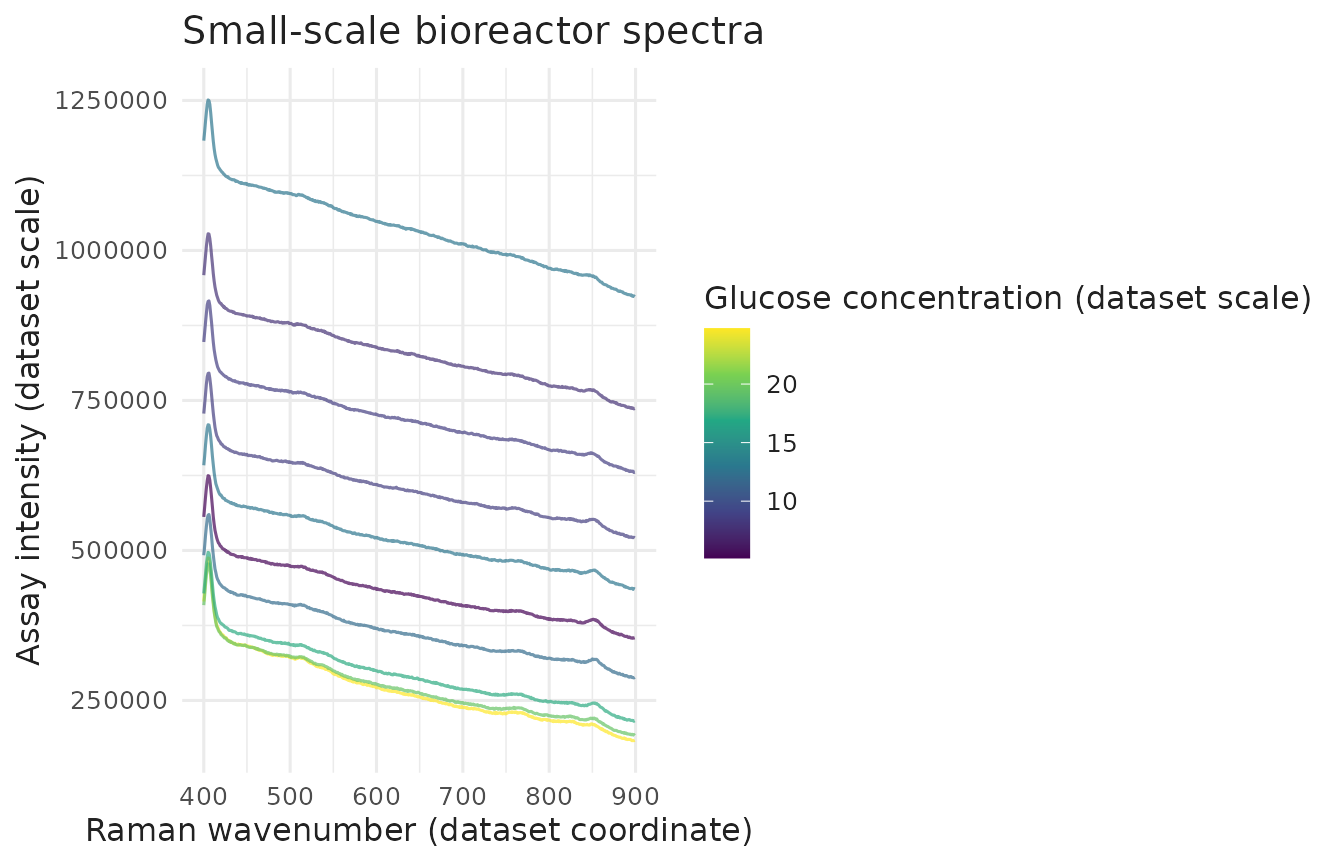 Small-scale bioreactor spectra
Assay intensity (dataset scale)
1250000
1000000
750000
500000
250000
400 500 600 700 800 900
Raman wavenumber (dataset coordinate)
Glucose concentration (dataset scale)
20
15
10